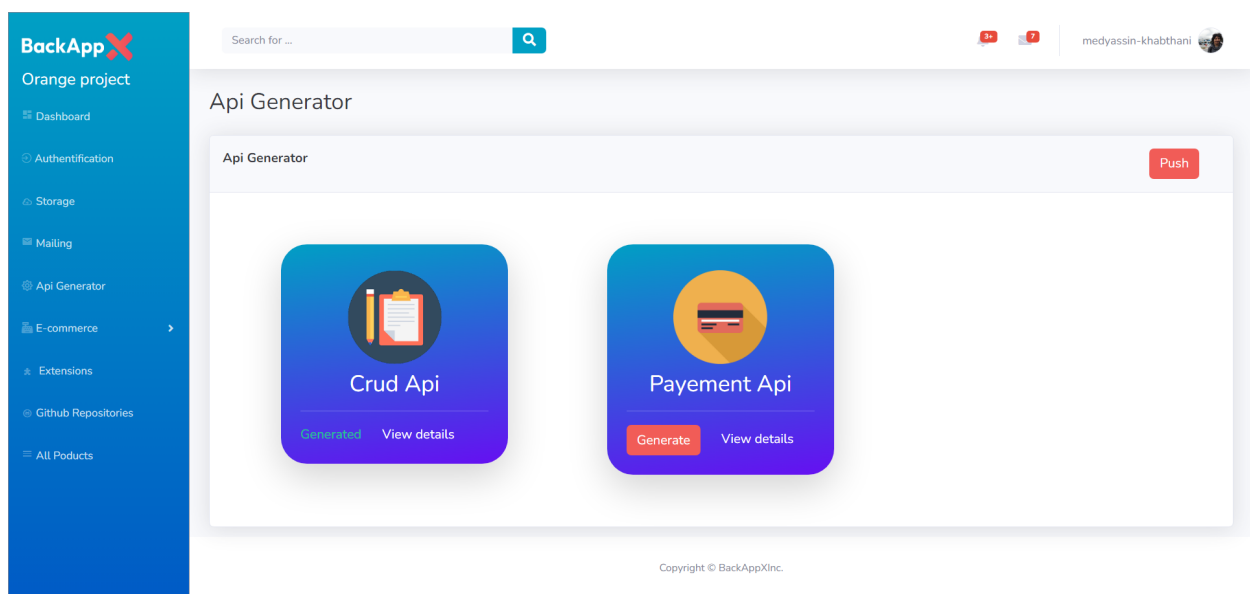 BackAppX
Orange project
Dashboard
Authentification
Storage
Mailing
Api Generator
E-commerce
Extensions
Github Repositories
All Poducts
Search for ...
3+
7
medyassin-khabthani
Api Generator
Api Generator
Push
Crud Api
Generated View details
Payement Api
Generate View details
Copyright © BackAppXInc.